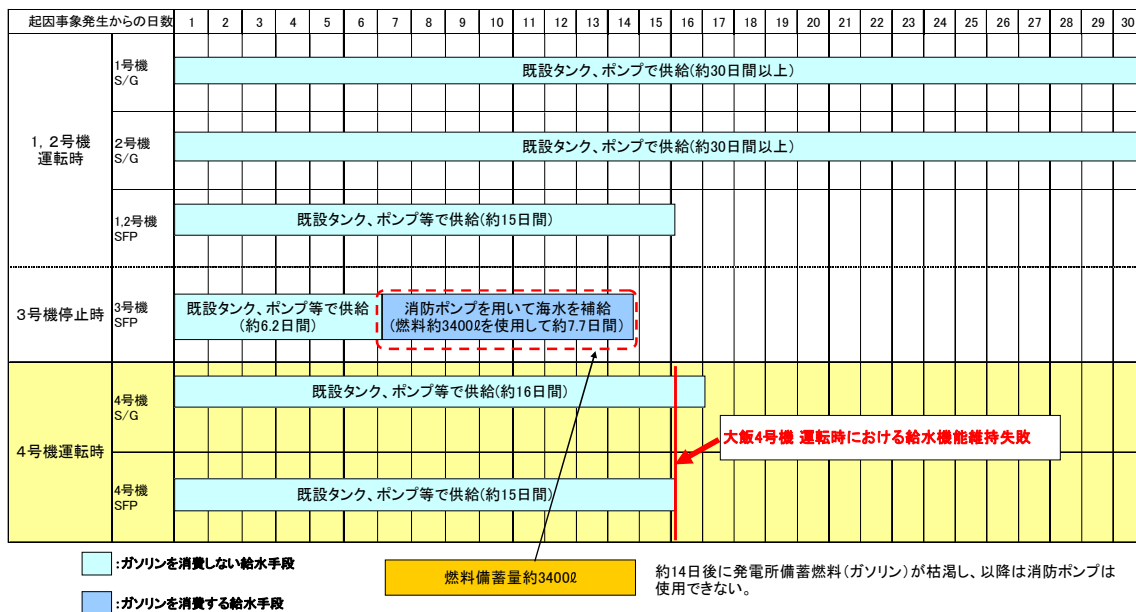 起因事象発生からの日数 1 2 3 4 5 6 7 8 9 10 11 12 13 14 15 16 17 18 19 20 21 22 23 24 25 26 27 28 29 30
1, 2号機
運転時
1号機
S/G
既設タンク、ポンプで供給(約30日間以上)
2号機
S/G
既設タンク、ポンプで供給(約30日間以上)
1,2号機
SFP
既設タンク、ポンプ等で供給(約15日間)
3号機停止時
3号機
SFP
既設タンク、ポンプ等で供給
(約6.2日間)
消防ポンプを用いて海水を補給
(燃料約3400ℓを使用して約7.7日間)
4号機運転時
4号機
S/G
既設タンク、ポンプ等で供給(約16日間)
大飯4号機 運転時における給水機能維持失敗
4号機
SFP
既設タンク、ポンプ等で供給(約15日間)
:ガソリンを消費しない給水手段
:ガソリンを消費する給水手段
燃料備蓄量約3400ℓ
約14日後に発電所備蓄燃料(ガソリン)が枯渇し、以降は消防ポンプは
使用できない。